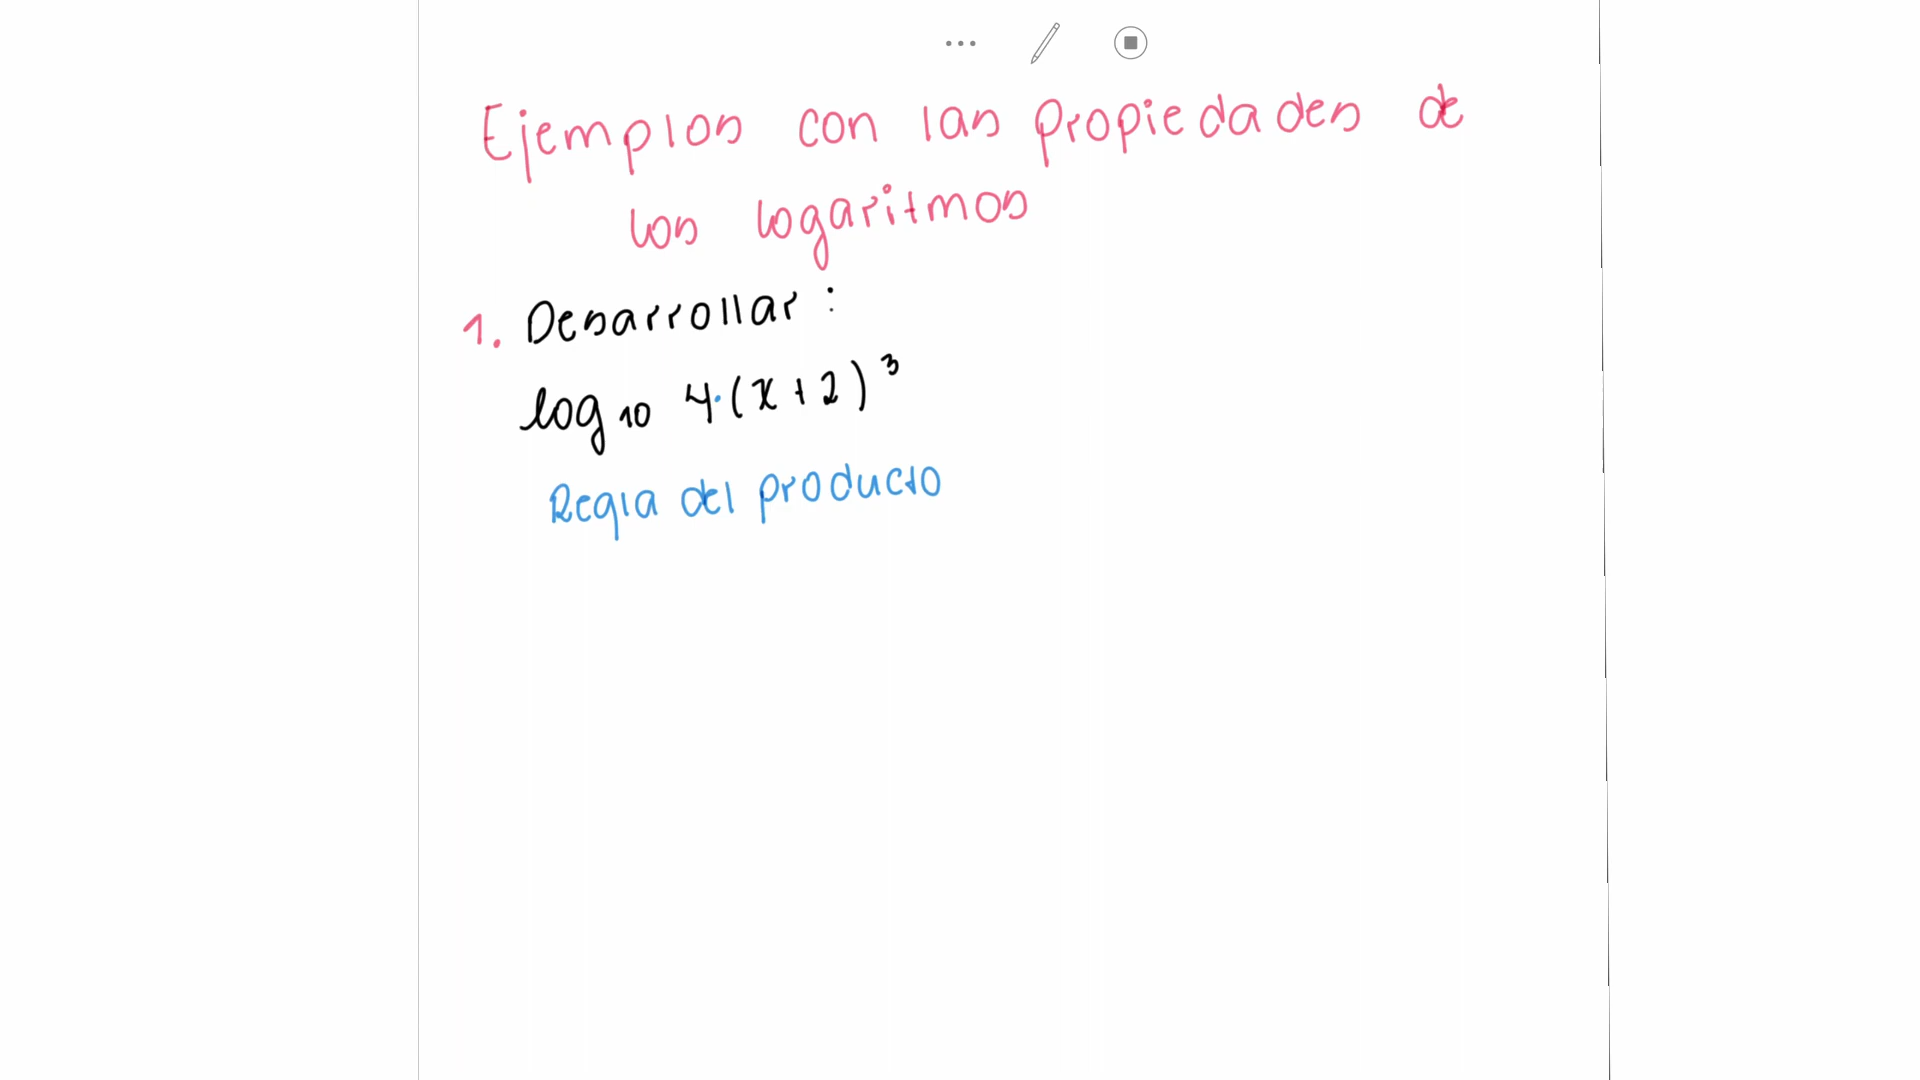 Ejemplos con las propiedades de
los logaritmos
1. Desarrollar :
log₁₀ 4·(x+2)³
Regla del producto